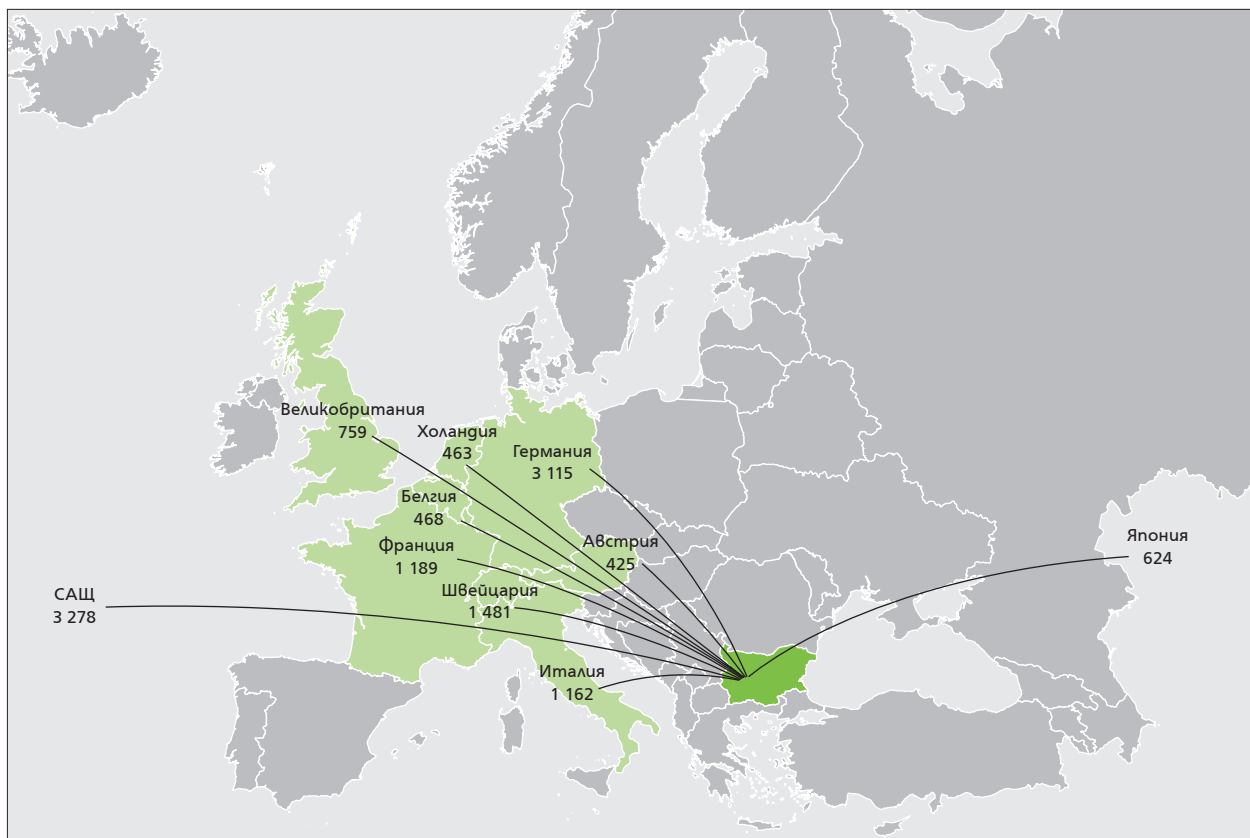 Великобритания
759
Холандия
463
Германия
3 115
Белгия
468
Франция
1 189
Австрия
425
Япония
624
Швейцария
1 481
САЩ
3 278
Италия
1 162